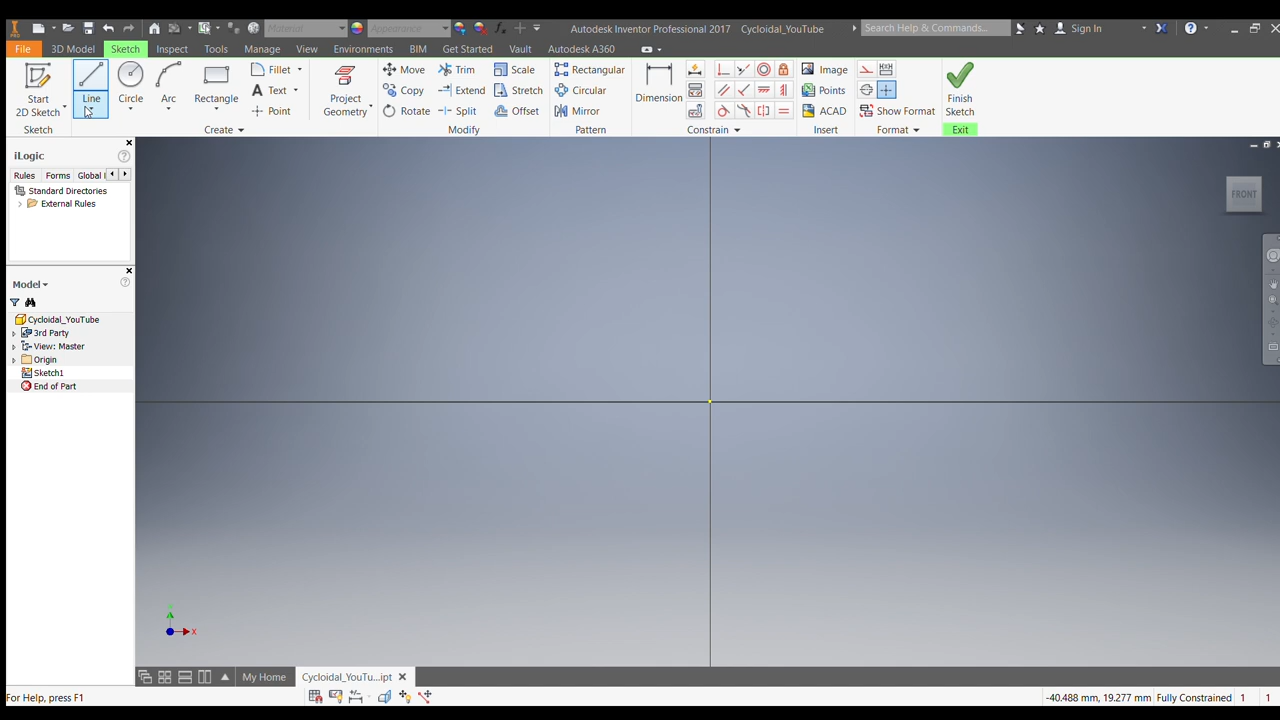 Material
Appearance
Autodesk Inventor Professional 2017 Cycloidal_YouTube
Search Help & Commands...
Sign In
File 3D Model Sketch Inspect Tools Manage View Environments BIM Get Started Vault Autodesk A360
Start
2D Sketch
Line
Circle
Arc
Rectangle
Fillet
Text
Point
Project
Geometry
Move Trim Scale
Copy Extend Stretch
Rotate Split Offset
Rectangular
Circular
Mirror
Dimension
Image
Points
ACAD
Show Format
Finish
Sketch
Sketch Create Modify Pattern Constrain Insert Format Exit
iLogic
Rules Forms Global
Standard Directories
External Rules
Model
Cycloidal_YouTube
3rd Party
View: Master
Origin
Sketch1
End of Part
FRONT
X
My Home Cycloidal_YouTu...ipt
For Help, press F1
-40.488 mm, 19.277 mm Fully Constrained 1 1